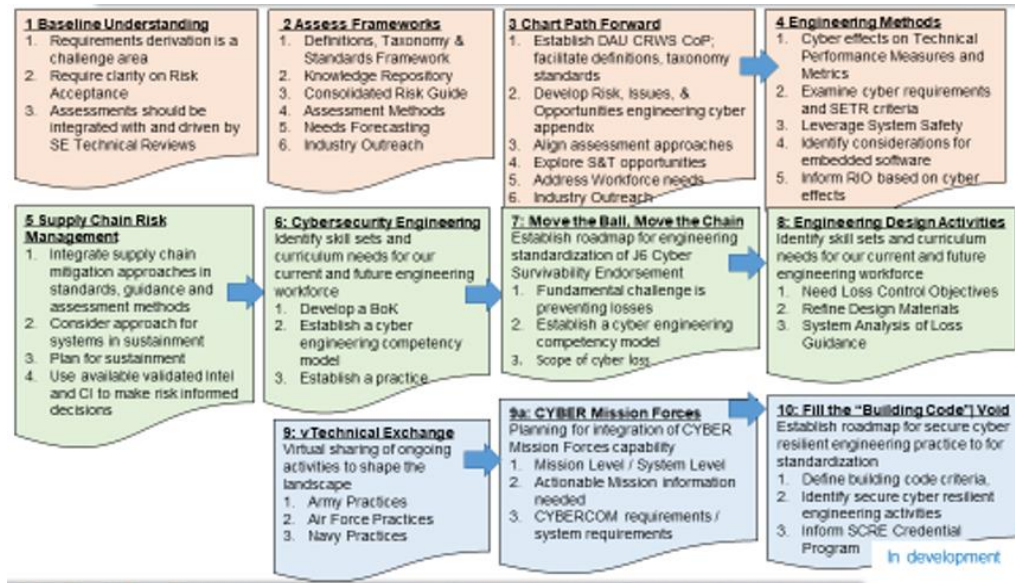 1 Baseline Understanding
1. Requirements derivation is a
challenge area
2. Require clarity on Risk
Acceptance
3. Assessments should be
integrated with and driven by
SE Technical Reviews
2 Assess Frameworks
1. Definitions, Taxonomy &
Standards Framework
2. Knowledge Repository
3. Consolidated Risk Guide
4. Assessment Methods
5. Needs Forecasting
6. Industry Outreach
3 Chart Path Forward
1. Establish DAU CRWS CoP;
facilitate definitions, taxonomy
standards
2. Develop Risk, Issues, &
Opportunities engineering cyber
appendix
3. Align assessment approaches
4. Explore S&T opportunities
5. Address Workforce needs
6. Industry Outreach
4 Engineering Methods
1. Cyber effects on Technical
Performance Measures and
Metrics
2. Examine cyber requirements
and SETR criteria
3. Leverage System Safety
4. Identify considerations for
embedded software
5. Inform RIO based on cyber
effects
5 Supply Chain Risk
Management
1. Integrate supply chain
mitigation approaches in
standards, guidance and
assessment methods
2. Consider approach for
systems in sustainment
3. Plan for sustainment
4. Use available validated Intel
and CI to make risk informed
decisions
6: Cybersecurity Engineering
Identify skill sets and
curriculum needs for our
current and future engineering
workforce
1. Develop a BoK
2. Establish a cyber
engineering competency
model
3. Establish a practice
7: Move the Ball, Move the Chain
Establish roadmap for engineering
standardization of J6 Cyber
Survivability Endorsement
1. Fundamental challenge is
preventing losses
2. Establish a cyber engineering
competency model
3. Scope of cyber loss
8: Engineering Design Activities
Identify skill sets and curriculum
needs for our current and future
engineering workforce
1. Need Loss Control Objectives
2. Refine Design Materials
3. System Analysis of Loss
Guidance
9: vTechnical Exchange
Virtual sharing of ongoing
activities to shape the
landscape
1. Army Practices
2. Air Force Practices
3. Navy Practices
9a: CYBER Mission Forces
Planning for integration of CYBER
Mission Forces capability
1. Mission Level / System Level
2. Actionable Mission information
needed
3. CYBERCOM requirements /
system requirements
10: Fill the "Building Code"| Void
Establish roadmap for secure cyber
resilient engineering practice to for
standardization
1. Define building code criteria,
2. Identify secure cyber resilient
engineering activities
3. Inform SCRE Credential
Program
In development